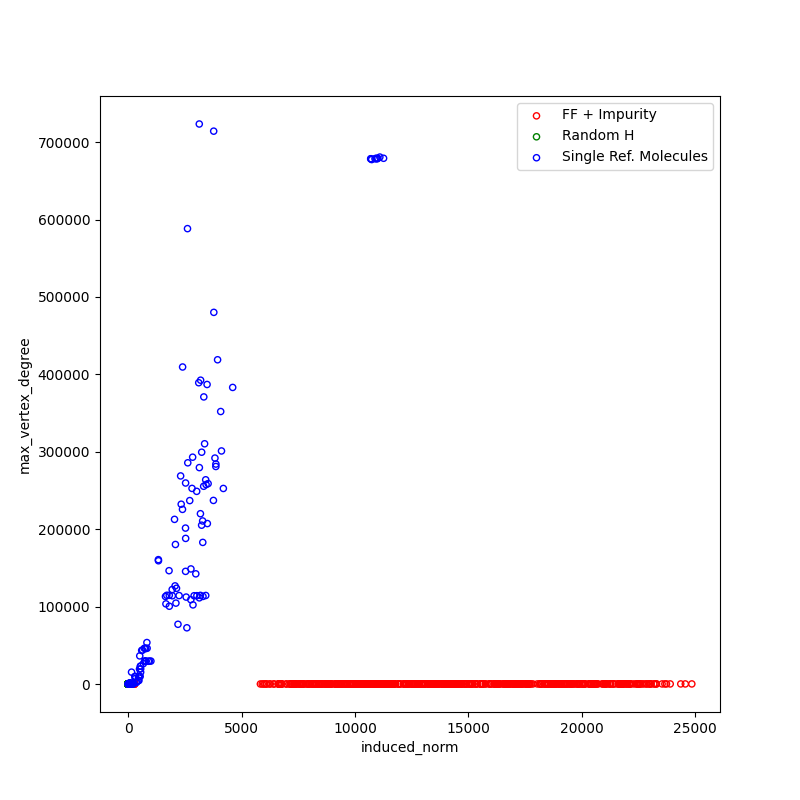 FF + Impurity
Random H
Single Ref. Molecules
700000
600000
500000
400000
300000
200000
100000
0
max_vertex_degree
0 5000 10000 15000 20000 25000
induced_norm